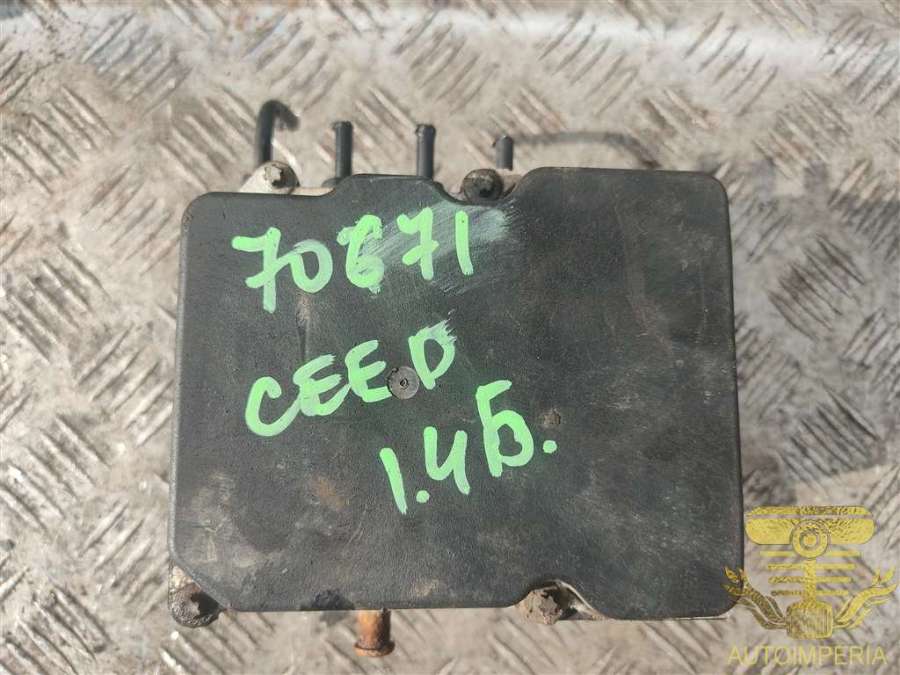 70671
CEED
1.4Б.
AUTOIMPERIA